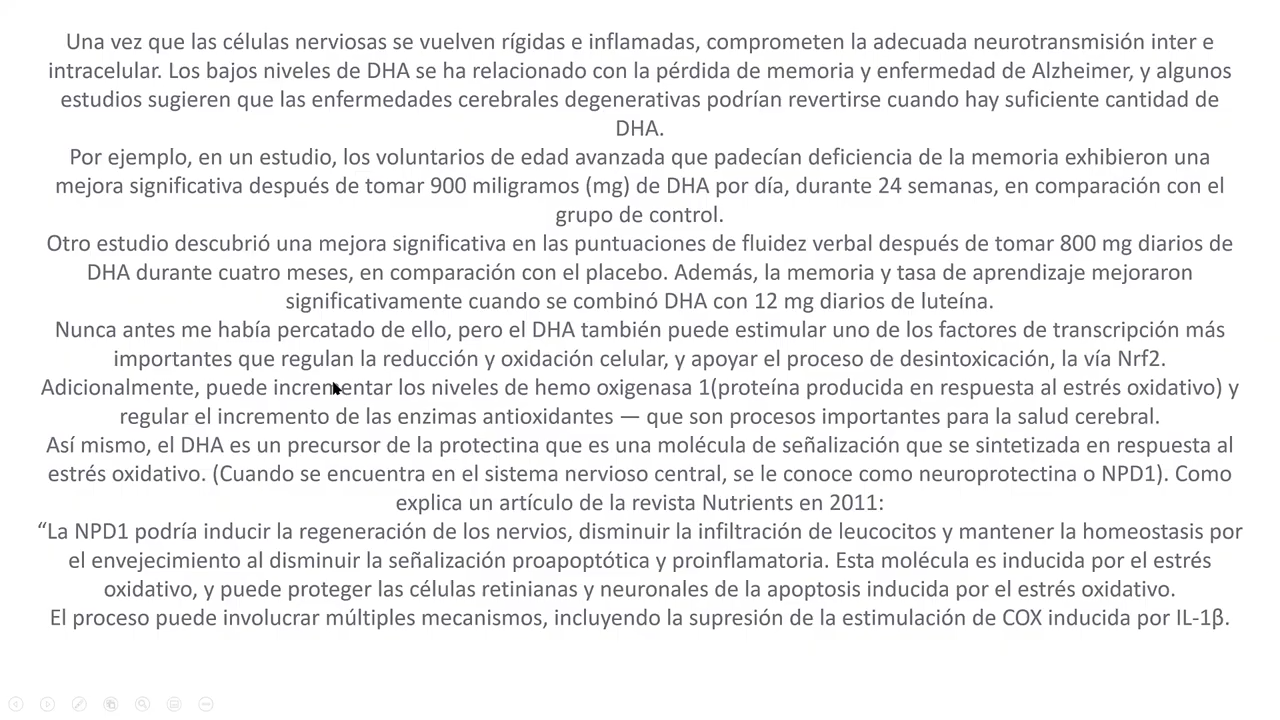 Una vez que las células nerviosas se vuelven rígidas e inflamadas, comprometen la adecuada neurotransmisión inter e
intracelular. Los bajos niveles de DHA se ha relacionado con la pérdida de memoria y enfermedad de Alzheimer, y algunos
estudios sugieren que las enfermedades cerebrales degenerativas podrían revertirse cuando hay suficiente cantidad de
DHA.
Por ejemplo, en un estudio, los voluntarios de edad avanzada que padecían deficiencia de la memoria exhibieron una
mejora significativa después de tomar 900 miligramos (mg) de DHA por día, durante 24 semanas, en comparación con el
grupo de control.
Otro estudio descubrió una mejora significativa en las puntuaciones de fluidez verbal después de tomar 800 mg diarios de
DHA durante cuatro meses, en comparación con el placebo. Además, la memoria y tasa de aprendizaje mejoraron
significativamente cuando se combinó DHA con 12 mg diarios de luteína.
Nunca antes me había percatado de ello, pero el DHA también puede estimular uno de los factores de transcripción más
importantes que regulan la reducción y oxidación celular, y apoyar el proceso de desintoxicación, la vía Nrf2.
Adicionalmente, puede incrementar los niveles de hemo oxigenasa 1(proteína producida en respuesta al estrés oxidativo) y
regular el incremento de las enzimas antioxidantes — que son procesos importantes para la salud cerebral.
Así mismo, el DHA es un precursor de la protectina que es una molécula de señalización que se sintetizada en respuesta al
estrés oxidativo. (Cuando se encuentra en el sistema nervioso central, se le conoce como neuroprotectina o NPD1). Como
explica un artículo de la revista Nutrients en 2011:
“La NPD1 podría inducir la regeneración de los nervios, disminuir la infiltración de leucocitos y mantener la homeostasis por
el envejecimiento al disminuir la señalización proapoptótica y proinflamatoria. Esta molécula es inducida por el estrés
oxidativo, y puede proteger las células retinianas y neuronales de la apoptosis inducida por el estrés oxidativo.
El proceso puede involucrar múltiples mecanismos, incluyendo la supresión de la estimulación de COX inducida por IL-1β.